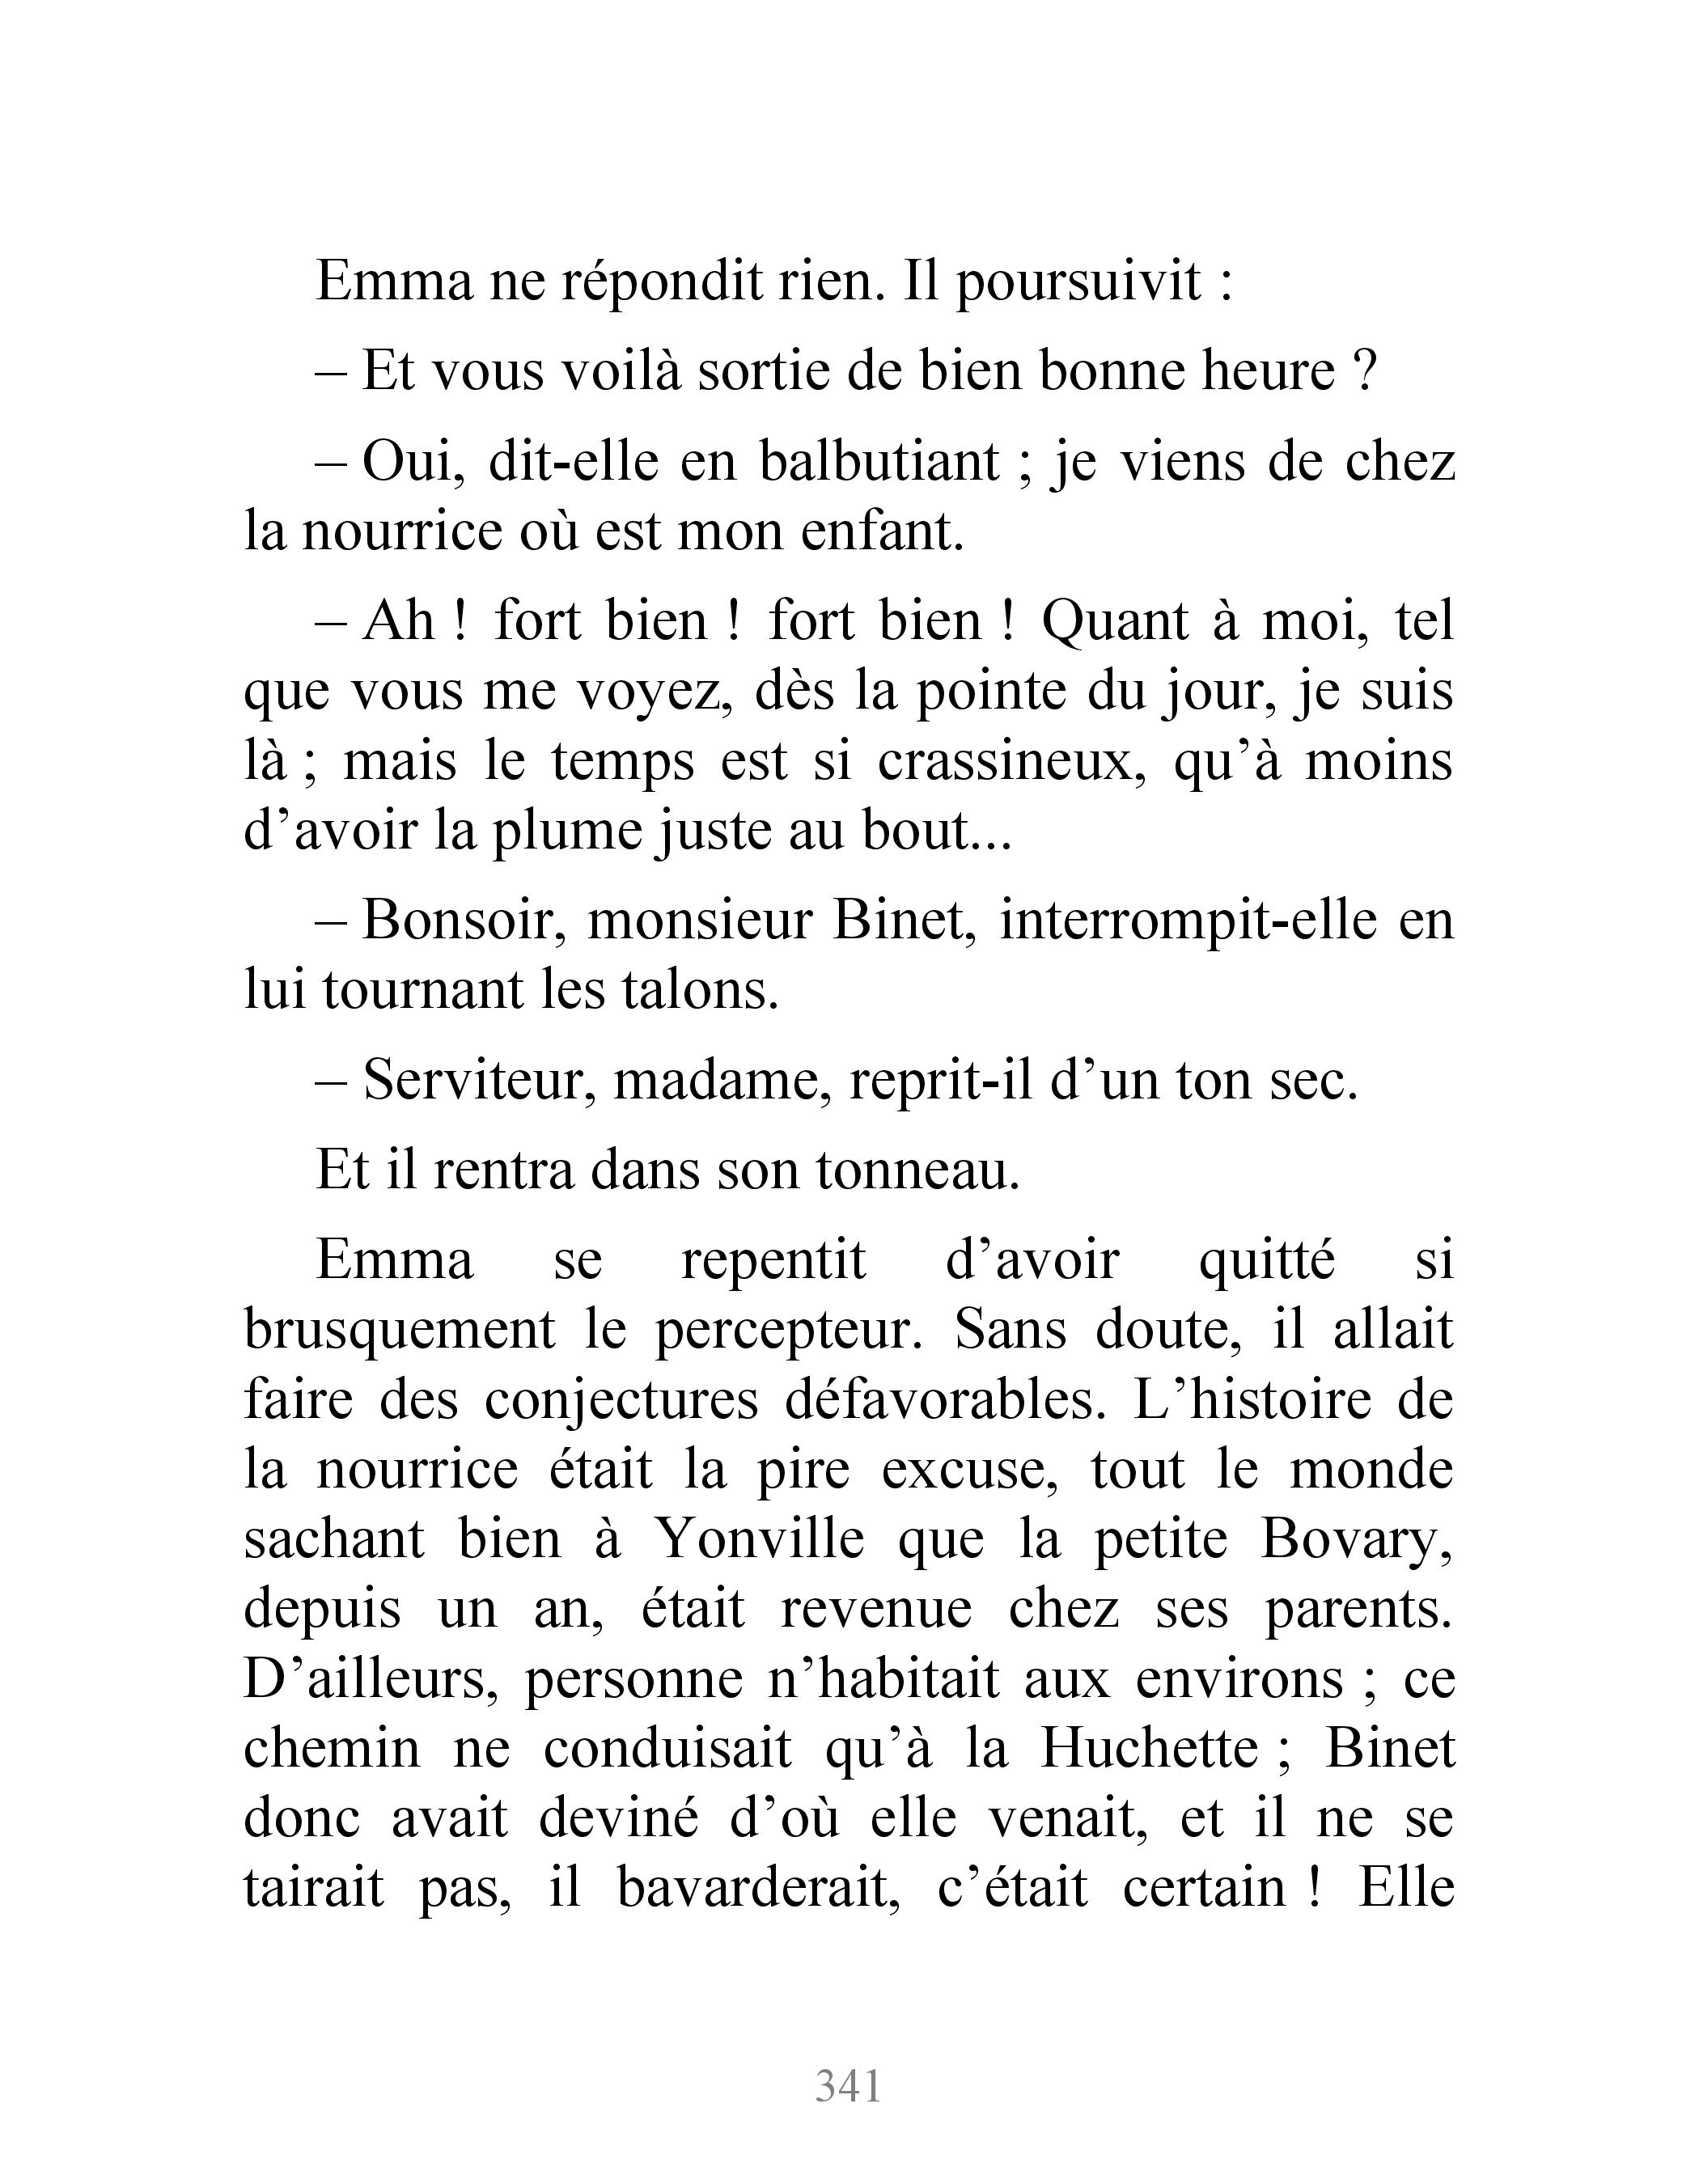 Emma ne répondit rien. Il poursuivit :
– Et vous voilà sortie de bien bonne heure ?
– Oui, dit-elle en balbutiant ; je viens de chez
la nourrice où est mon enfant.
– Ah ! fort bien ! fort bien ! Quant à moi, tel
que vous me voyez, dès la pointe du jour, je suis
là ; mais le temps est si crassineux, qu’à moins
d’avoir la plume juste au bout...
– Bonsoir, monsieur Binet, interrompit-elle en
lui tournant les talons.
– Serviteur, madame, reprit-il d’un ton sec.
Et il rentra dans son tonneau.
Emma se repentit d’avoir quitté si
brusquement le percepteur. Sans doute, il allait
faire des conjectures défavorables. L’histoire de
la nourrice était la pire excuse, tout le monde
sachant bien à Yonville que la petite Bovary,
depuis un an, était revenue chez ses parents.
D’ailleurs, personne n’habitait aux environs ; ce
chemin ne conduisait qu’à la Huchette ; Binet
donc avait deviné d’où elle venait, et il ne se
tairait pas, il bavarderait, c’était certain ! Elle
341